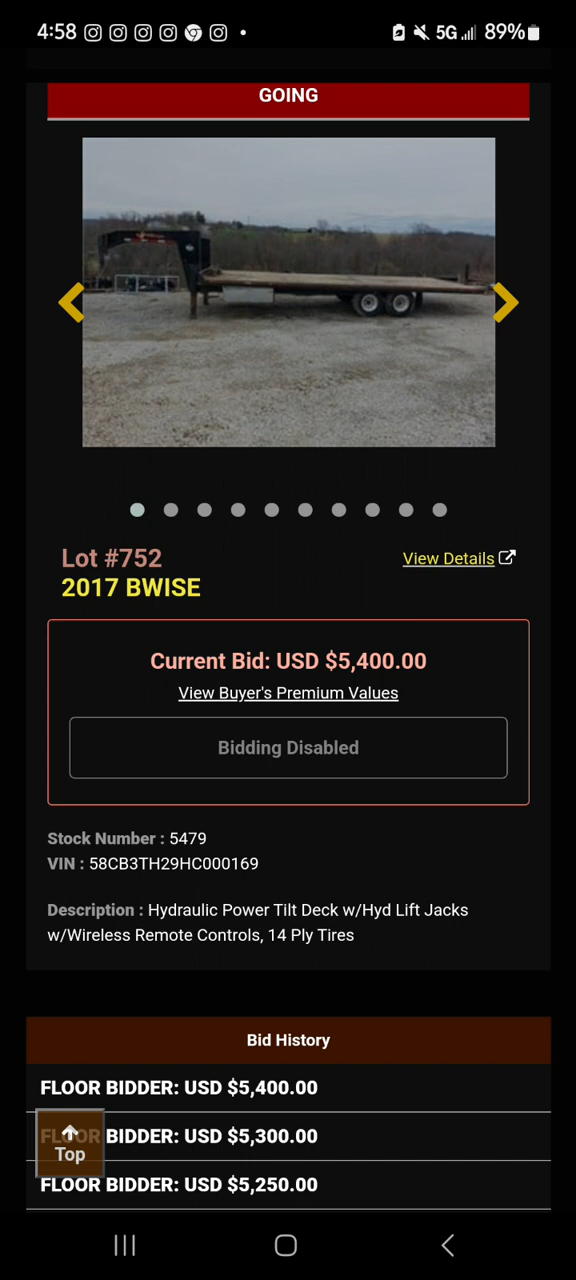 4:58
5G 89%
GOING
Lot #752
View Details
2017 BWISE
Current Bid: USD $5,400.00
View Buyer's Premium Values
Bidding Disabled
Stock Number : 5479
VIN : 58CB3TH29HC000169
Description : Hydraulic Power Tilt Deck w/Hyd Lift Jacks
w/Wireless Remote Controls, 14 Ply Tires
Bid History
FLOOR BIDDER: USD $5,400.00
FLOOR BIDDER: USD $5,300.00
Top
FLOOR BIDDER: USD $5,250.00